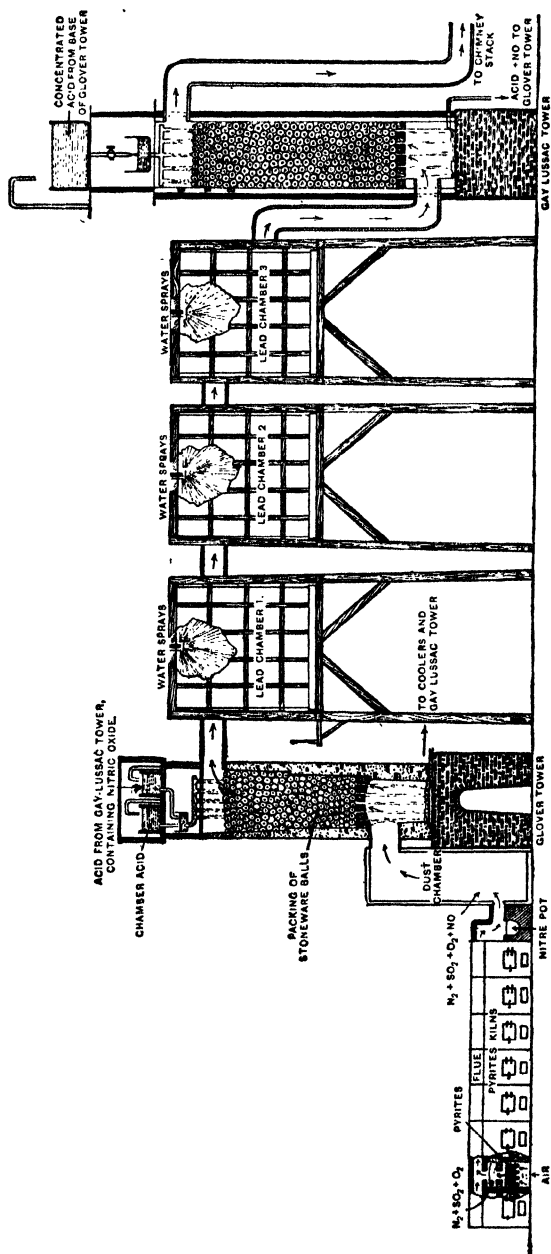 N₂+SO₂+O₂
AIR
PYRITES
FLUE
PYRITES KILNS
N₂ + SO₂ + O₂ + NO
NITRE POT
DUST
CHAMBER
PACKING OF
STONEWARE BALLS
CHAMBER ACID
ACID FROM GAY-LUSSAC TOWER,
CONTAINING NITRIC OXIDE.
GLOVER TOWER
TO COOLERS AND
GAY LUSSAC TOWER
WATER SPRAYS
LEAD CHAMBER 1.
WATER SPRAYS
LEAD CHAMBER 2
WATER SPRAYS
LEAD CHAMBER 3
CONCENTRATED
ACID FROM BASE
OF GLOVER TOWER
TO CHIMNEY
STACK
ACID +NO TO
GLOVER TOWER
GAY LUSSAC TOWER